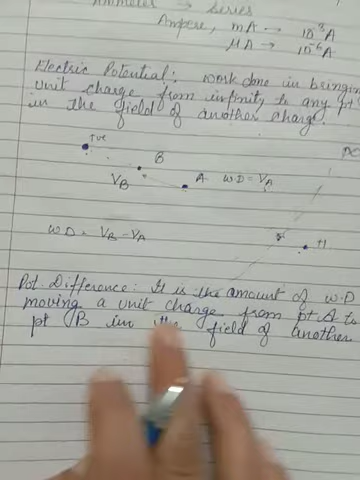 Ammeter → Series
Ampere, mA → 10⁻³A
μA → 10⁻⁶A
Electric Potential: Work done in bringing
unit charge from infinity to any pt
in the field of another charge.
+ve
B
A WD = VA
VB
WD = VB - VA
H
Pot. Difference: It is the amount of W.D
moving a unit charge from pt A to
pt B in the field of another